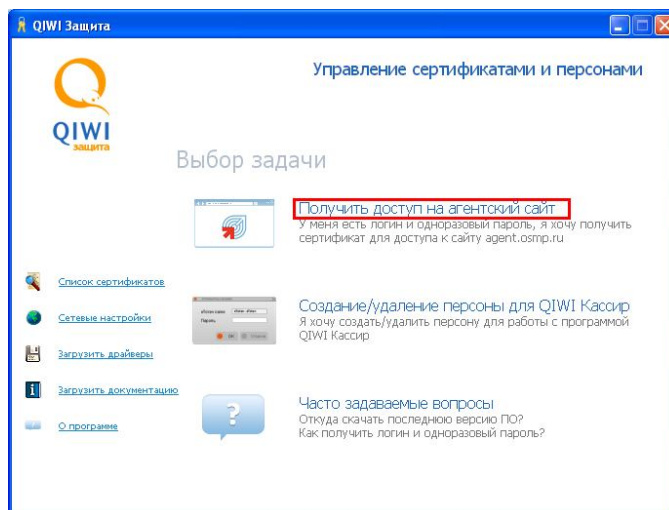 QIWI Защита
Управление сертификатами и персонами
QIWI
защита
Выбор задачи
Получить доступ на агентский сайт
У меня есть логин и одноразовый пароль, я хочу получить
сертификат для доступа к сайту agent.osmp.ru
Список сертификатов
Сетевые настройки
Загрузить драйверы
Загрузить документацию
О программе
Создание/удаление персоны для QIWI Кассир
Я хочу создать/удалить персону для работы с программой
QIWI Кассир
Часто задаваемые вопросы
Откуда скачать последнюю версию ПО?
Как получить логин и одноразовый пароль?